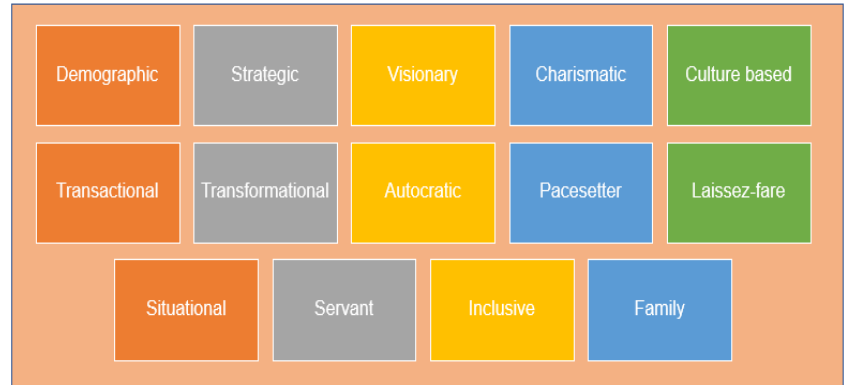 Demographic
Strategic
Visionary
Charismatic
Culture based
Transactional
Transformational
Autocratic
Pacesetter
Laissez-fare
Situational
Servant
Inclusive
Family